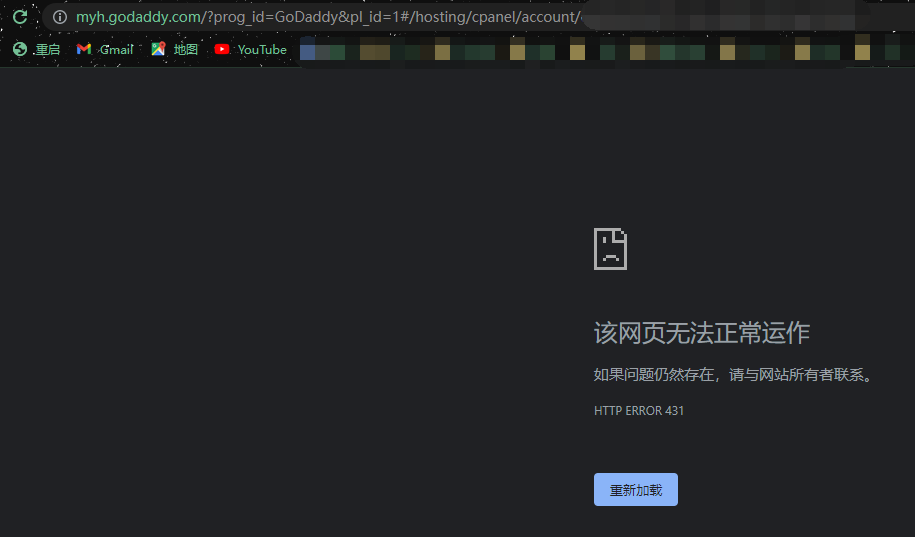 myh.godaddy.com/?prog_id=GoDaddy&pl_id=1#/hosting/cpanel/account/
重启 Gmail 地图 YouTube
该网页无法正常运作
如果问题仍然存在，请与网站所有者联系。
HTTP ERROR 431
重新加载